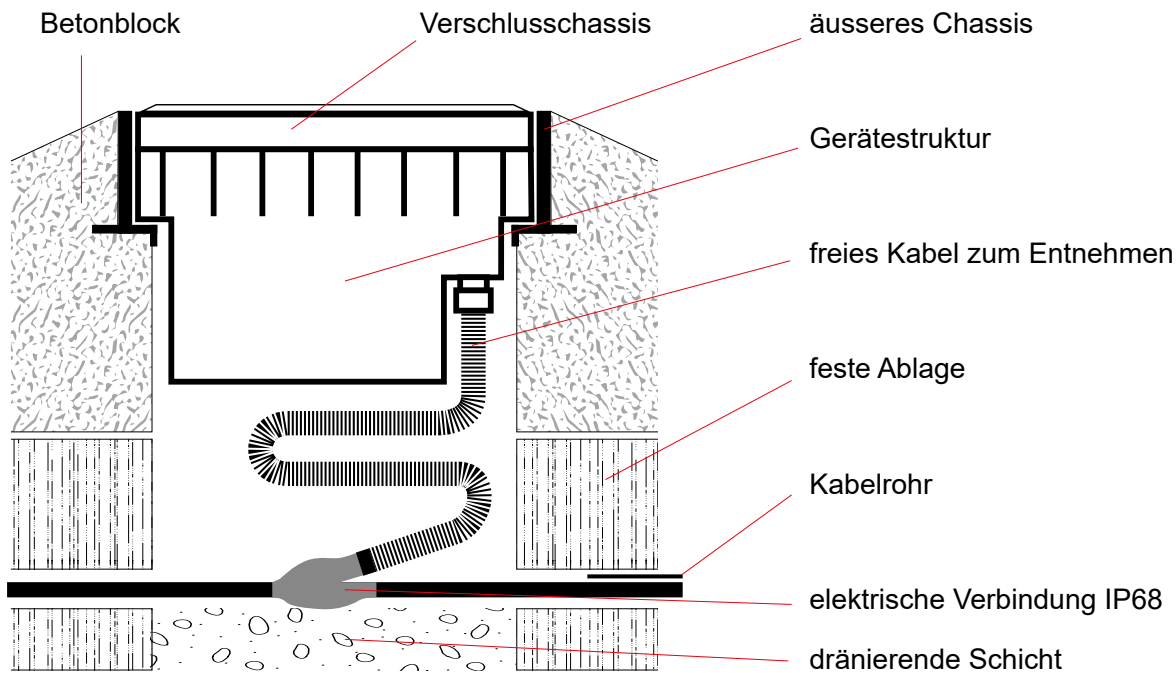 Betonblock
Verschlusschassis
äusseres Chassis
Gerätestruktur
freies Kabel zum Entnehmen
feste Ablage
Kabelrohr
elektrische Verbindung IP68
dränierende Schicht